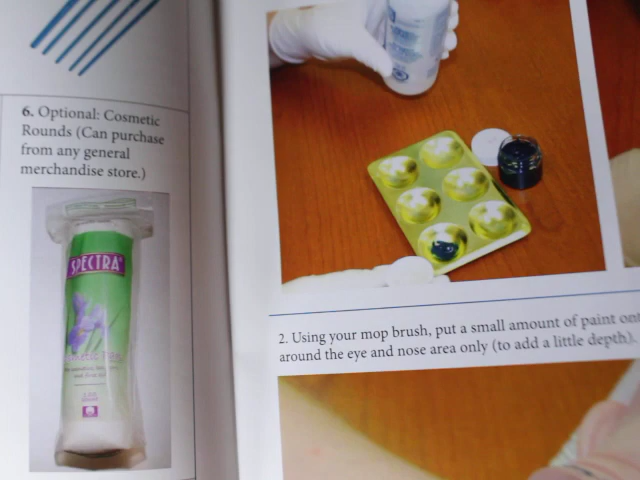 6. Optional: Cosmetic
Rounds (Can purchase
from any general
merchandise store.)
SPECTRA
2. Using your mop brush, put a small amount of paint
around the eye and nose area only (to add a little depth).